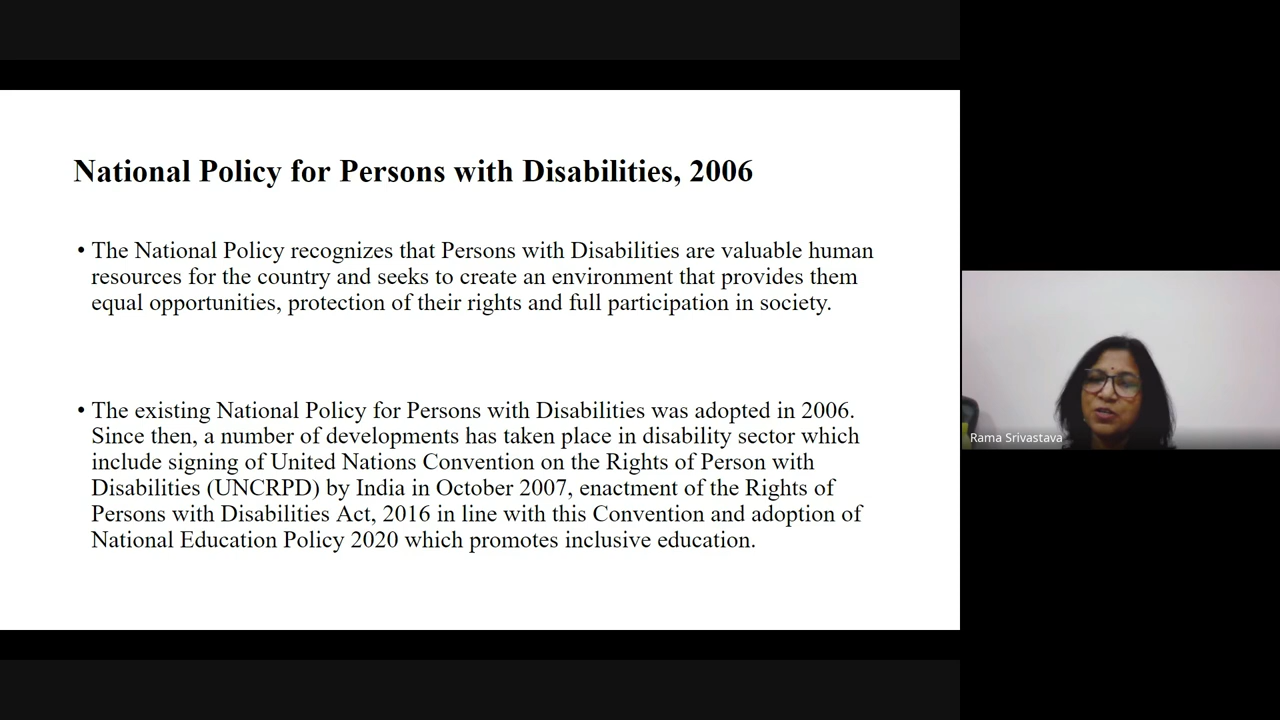 National Policy for Persons with Disabilities, 2006
• The National Policy recognizes that Persons with Disabilities are valuable human
resources for the country and seeks to create an environment that provides them
equal opportunities, protection of their rights and full participation in society.
• The existing National Policy for Persons with Disabilities was adopted in 2006.
Since then, a number of developments has taken place in disability sector which
include signing of United Nations Convention on the Rights of Person with
Disabilities (UNCRPD) by India in October 2007, enactment of the Rights of
Persons with Disabilities Act, 2016 in line with this Convention and adoption of
National Education Policy 2020 which promotes inclusive education.
Rama Srivastava